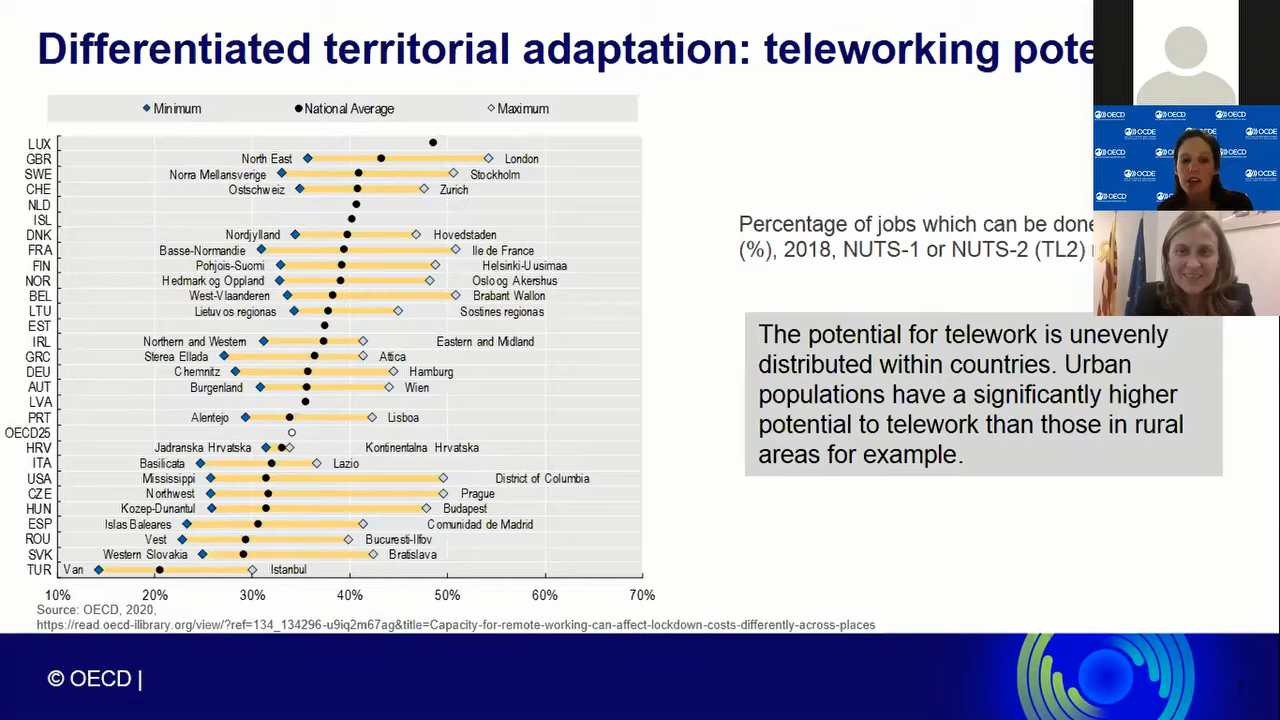 Differentiated territorial adaptation: teleworking pote
Minimum National Average Maximum
LUX
GBR North East London
SWE Norra Mellansverige Stockholm
CHE Ostschweiz Zurich
NLD
ISL
DNK Nordjylland Hovedstaden
FRA Basse-Normandie Ile de France
FIN Pohjois-Suomi Helsinki-Uusimaa
NOR Hedmark og Oppland Oslo og Akershus
BEL West-Vlaanderen Brabant Wallon
LTU Lietuvos regionas Sostines regionas
EST
IRL Northern and Western Eastern and Midland
GRC Sterea Ellada Attica
DEU Chemnitz Hamburg
AUT Burgenland Wien
LVA
PRT Alentejo Lisboa
OECD25
HRV Jadranska Hrvatska Kontinentalna Hrvatska
ITA Basilicata Lazio
USA Mississippi District of Columbia
CZE Northwest Prague
HUN Kozep-Dunantul Budapest
ESP Islas Baleares Comunidad de Madrid
ROU Vest Bucuresti-Ilfov
SVK Western Slovakia Bratislava
TUR Van Istanbul
10% 20% 30% 40% 50% 60% 70%
Source: OECD, 2020,
https://read.oecd-ilibrary.org/view/?ref=134_134296-u9iq2m67ag&title=Capacity-for-remote-working-can-affect-lockdown-costs-differently-across-places
Percentage of jobs which can be done
(%), 2018, NUTS-1 or NUTS-2 (TL2)
The potential for telework is unevenly
distributed within countries. Urban
populations have a significantly higher
potential to telework than those in rural
areas for example.
© OECD |
OECD
OCDE